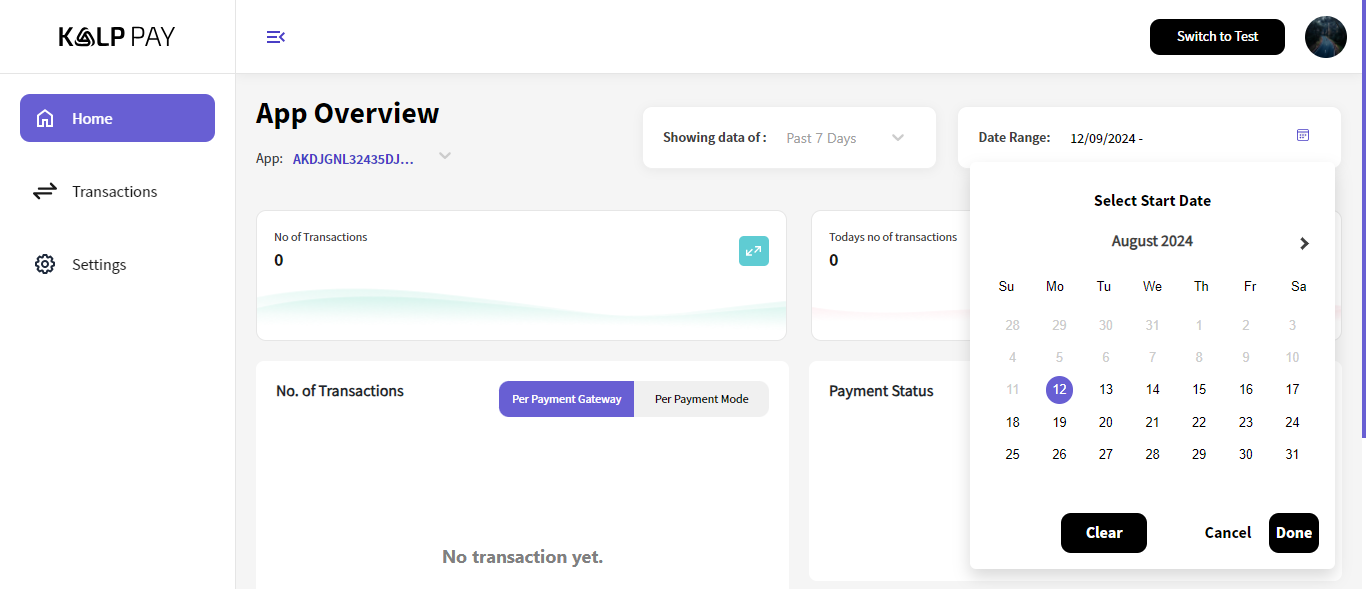 KALP PAY
Switch to Test
Home
Transactions
Settings
App Overview
App: AKDJGNL32435DJ...
Showing data of : Past 7 Days
Date Range: 12/09/2024 -
No of Transactions
0
Todays no of transactions
0
No. of Transactions
Per Payment Gateway Per Payment Mode
No transaction yet.
Payment Status
Select Start Date
August 2024
Su Mo Tu We Th Fr Sa
28 29 30 31 1 2 3
4 5 6 7 8 9 10
11 12 13 14 15 16 17
18 19 20 21 22 23 24
25 26 27 28 29 30 31
Clear Cancel Done